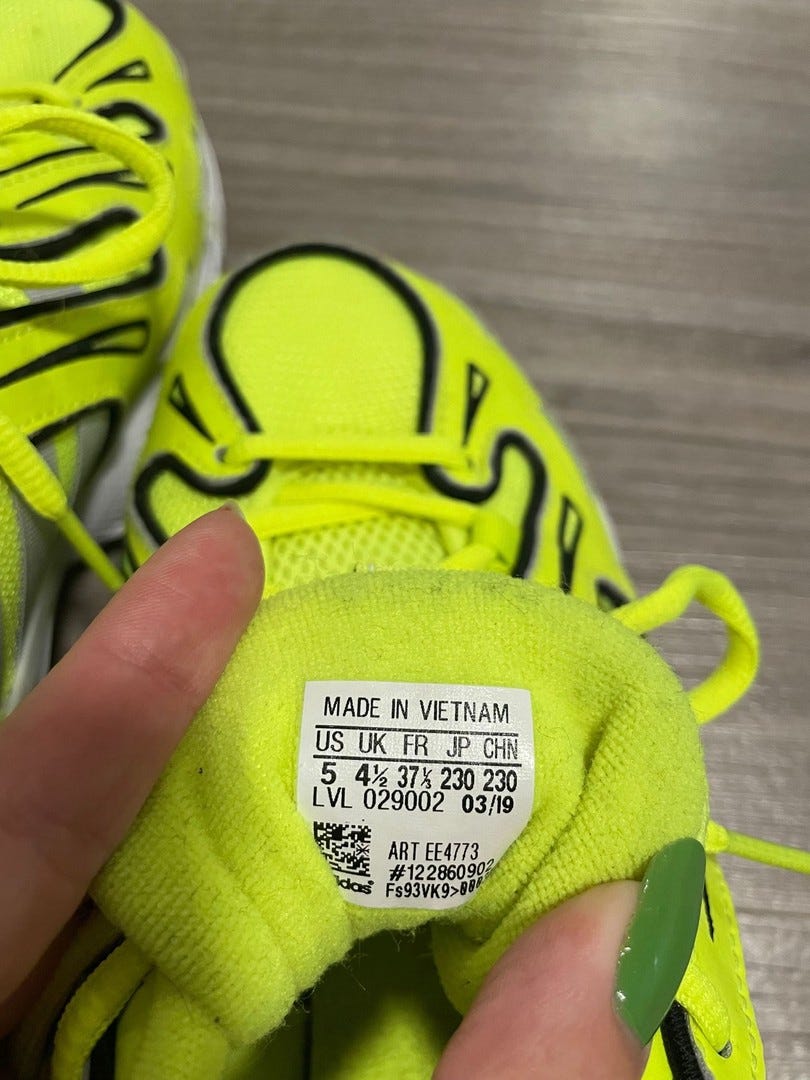 MADE IN VIETNAM
US UK FR JP CHN
5 4½ 37⅓ 230 230
LVL 029002 03/19
ART EE4773
#122860902